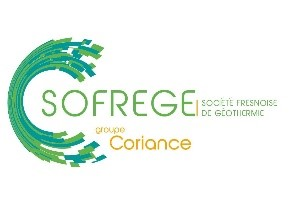 SOFREGE
SOCIÉTÉ FRESNOISE
DE GÉOTHERMIE
groupe
Coriance